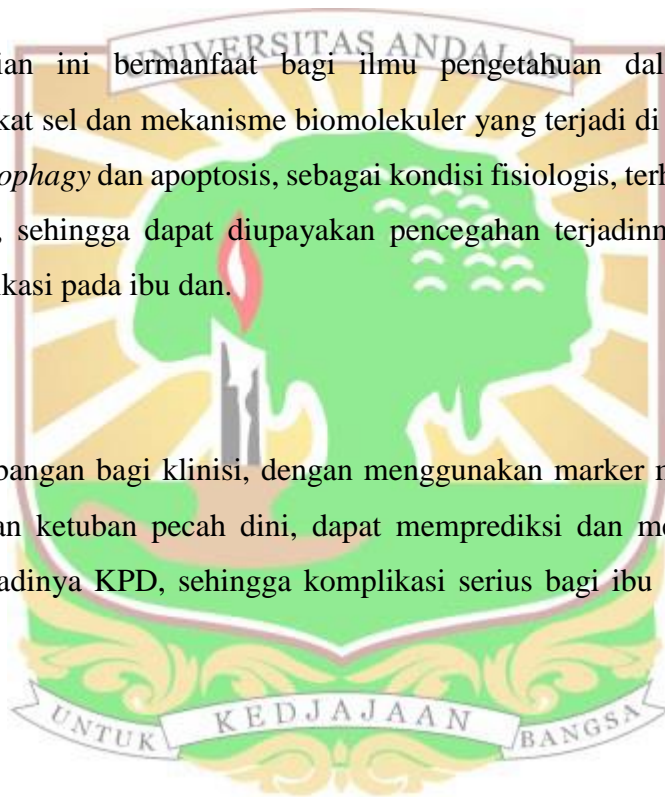 UNIVERSITAS ANDALAS
ian ini bermanfaat bagi ilmu pengetahuan dal
kat sel dan mekanisme biomolekuler yang terjadi di
ophagy dan apoptosis, sebagai kondisi fisiologis, terh
, sehingga dapat diupayakan pencegahan terjadinn
ikasi pada ibu dan.
bangan bagi klinisi, dengan menggunakan marker m
an ketuban pecah dini, dapat memprediksi dan me
adinya KPD, sehingga komplikasi serius bagi ibu
UNTUK KEDJAJAAN BANGSA